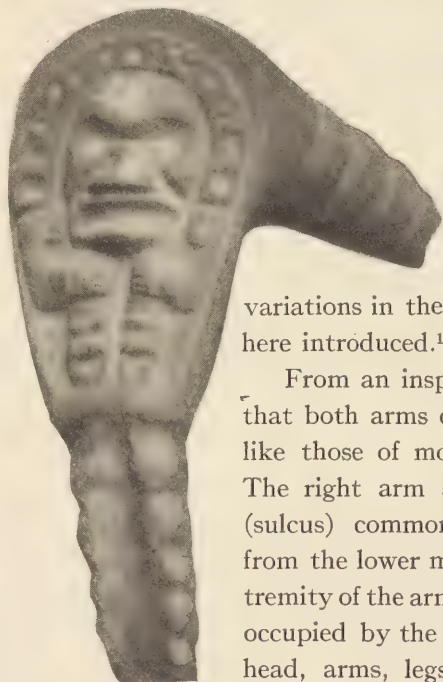 variations in the
here introduced.¹
From an insp
that both arms o
like those of mo
The right arm a
(sulcus) commo
from the lower m
tremity of the arm
occupied by the
head, arms, legs